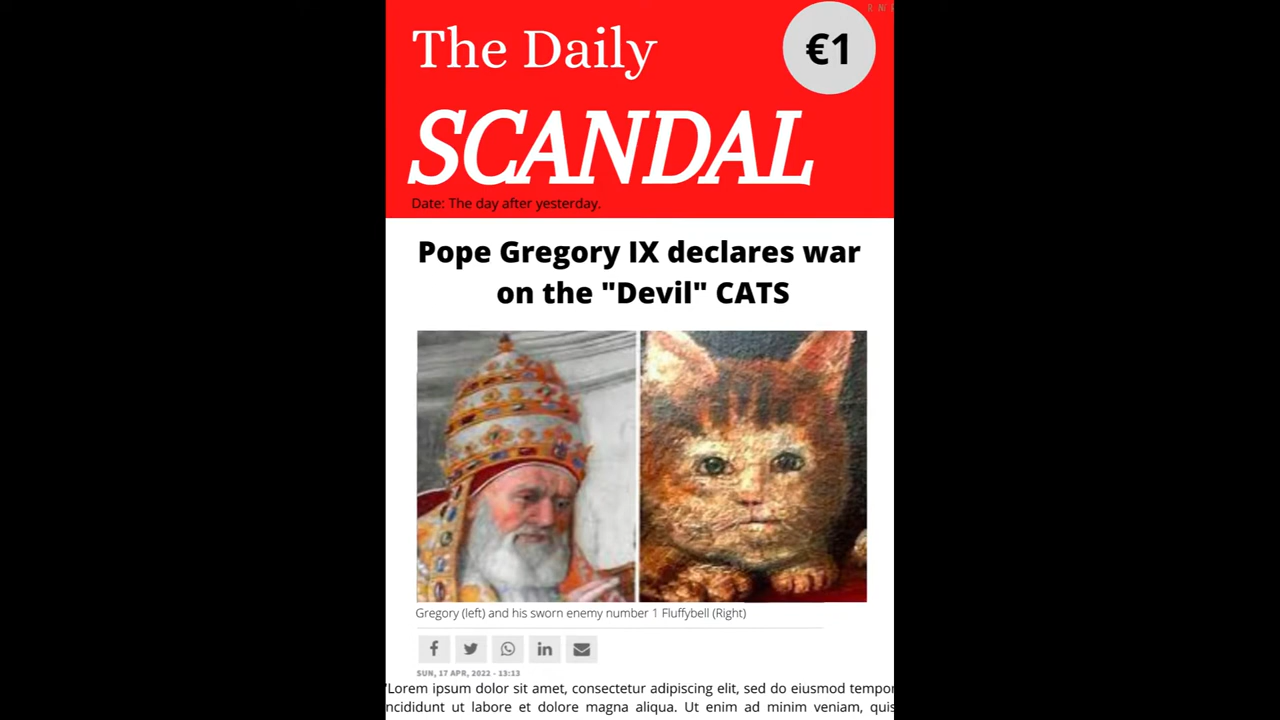 The Daily
€1
SCANDAL
Date: The day after yesterday.
Pope Gregory IX declares war
on the "Devil" CATS
Gregory (left) and his sworn enemy number 1 Fluffybell (Right)
SUN, 17 APR, 2022 - 13:13
'Lorem ipsum dolor sit amet, consectetur adipiscing elit, sed do eiusmod tempor
ncididunt ut labore et dolore magna aliqua. Ut enim ad minim veniam, quis